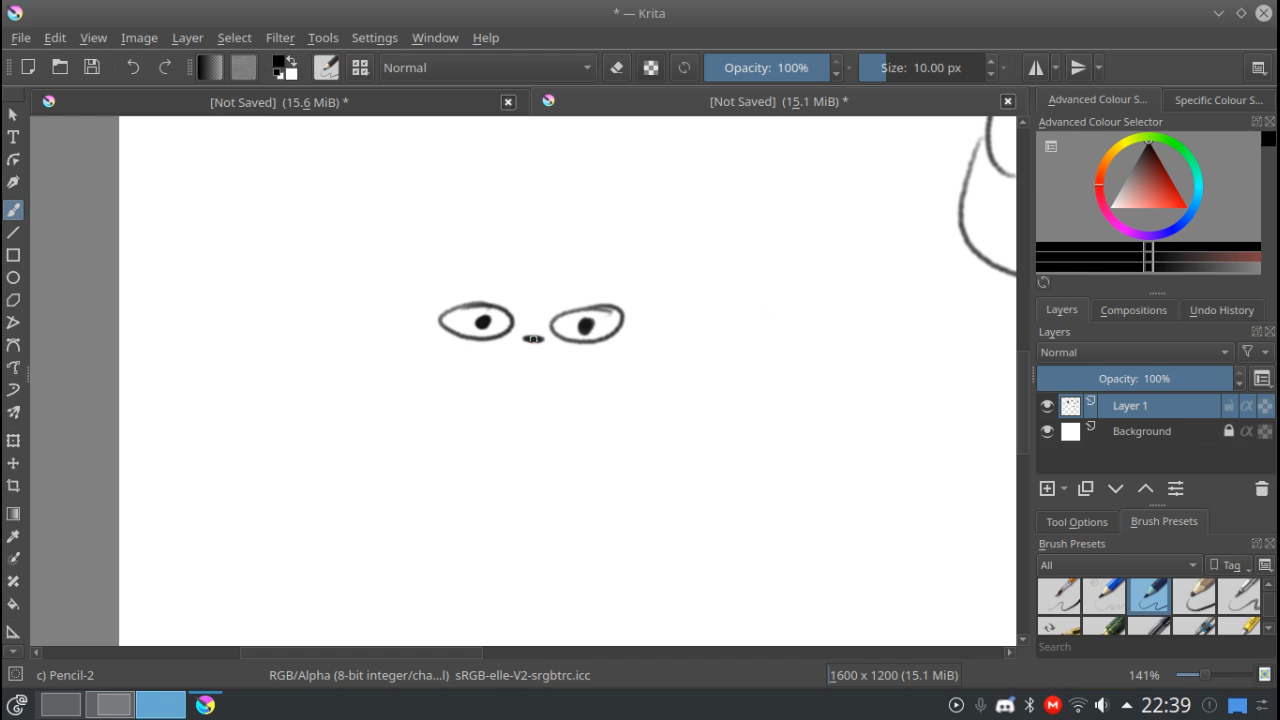 * — Krita
File Edit View Image Layer Select Filter Tools Settings Window Help
Normal Opacity: 100% Size: 10.00 px
[Not Saved] (15.6 MiB) * [Not Saved] (15.1 MiB) *
Advanced Colour S... Specific Colour S...
Advanced Colour Selector
Layers Compositions Undo History
Layers
Normal
Opacity: 100%
Layer 1
Background
Tool Options Brush Presets
Brush Presets
All Tag
Search
c) Pencil-2 RGB/Alpha (8-bit integer/cha...l) sRGB-elle-V2-srgbtrc.icc 1600 x 1200 (15.1 MiB) 141%
22:39